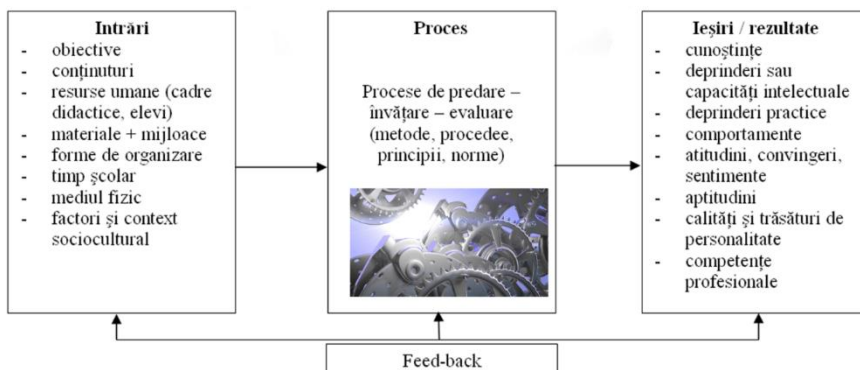 Intrări
- obiective
- conținuturi
- resurse umane (cadre
didactice, elevi)
- materiale + mijloace
- forme de organizare
- timp școlar
- mediul fizic
- factori și context
sociocultural
Proces
Procese de predare –
învățare – evaluare
(metode, procedee,
principii, norme)
Ieșiri / rezultate
- cunoștințe
- deprinderi sau
capacități intelectuale
- deprinderi practice
- comportamente
- atitudini, convingeri,
sentimente
- aptitudini
- calități și trăsături de
personalitate
- competențe
profesionale
Feed-back